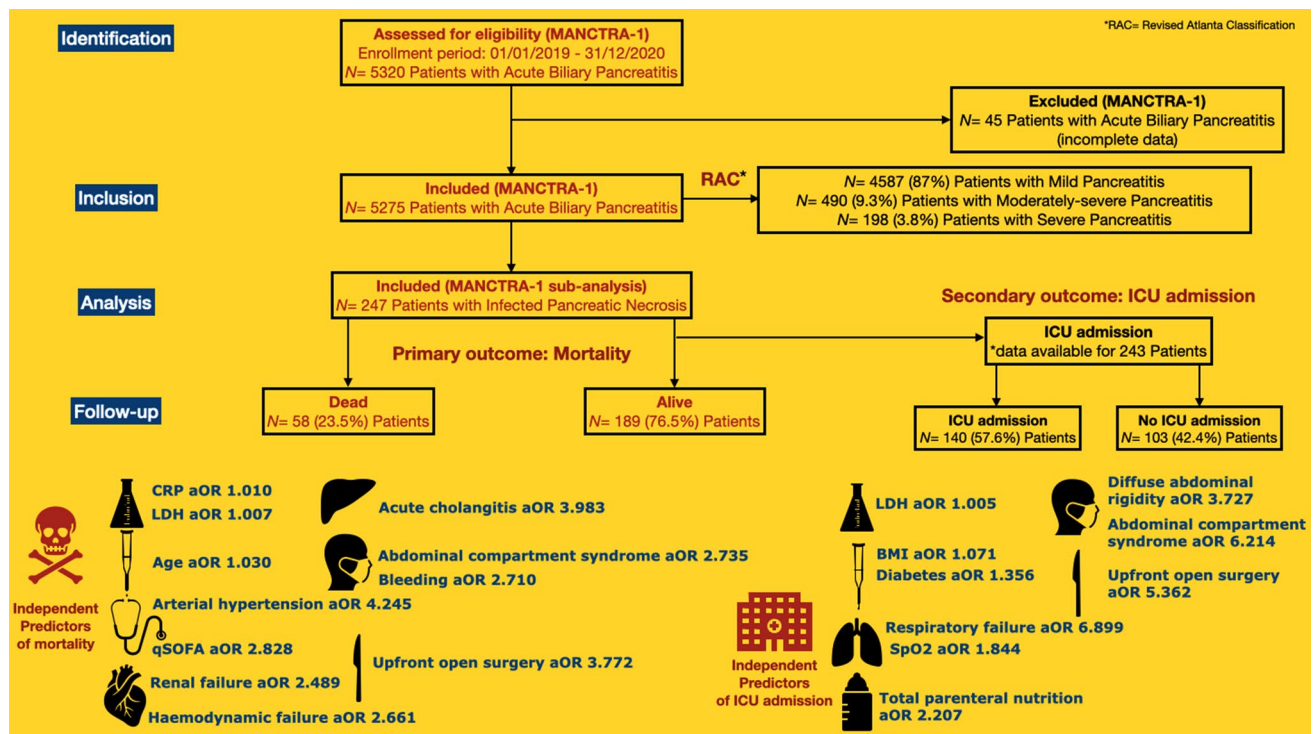 *RAC= Revised Atlanta Classification
Identification
Assessed for eligibility (MANCTRA-1)
Enrollment period: 01/01/2019 - 31/12/2020
N= 5320 Patients with Acute Biliary Pancreatitis
Excluded (MANCTRA-1)
N= 45 Patients with Acute Biliary Pancreatitis
(incomplete data)
Inclusion
Included (MANCTRA-1)
N= 5275 Patients with Acute Biliary Pancreatitis
RAC*
N= 4587 (87%) Patients with Mild Pancreatitis
N= 490 (9.3%) Patients with Moderately-severe Pancreatitis
N= 198 (3.8%) Patients with Severe Pancreatitis
Analysis
Included (MANCTRA-1 sub-analysis)
N= 247 Patients with Infected Pancreatic Necrosis
Secondary outcome: ICU admission
ICU admission
*data available for 243 Patients
Primary outcome: Mortality
Follow-up
Dead
N= 58 (23.5%) Patients
Alive
N= 189 (76.5%) Patients
ICU admission
N= 140 (57.6%) Patients
No ICU admission
N= 103 (42.4%) Patients
Independent
Predictors
of mortality
CRP aOR 1.010
LDH aOR 1.007
Age aOR 1.030
Arterial hypertension aOR 4.245
qSOFA aOR 2.828
Renal failure aOR 2.489
Haemodynamic failure aOR 2.661
Acute cholangitis aOR 3.983
Abdominal compartment syndrome aOR 2.735
Bleeding aOR 2.710
Upfront open surgery aOR 3.772
Independent
Predictors
of ICU admission
LDH aOR 1.005
BMI aOR 1.071
Diabetes aOR 1.356
Respiratory failure aOR 6.899
SpO2 aOR 1.844
Total parenteral nutrition
aOR 2.207
Diffuse abdominal
rigidity aOR 3.727
Abdominal compartment
syndrome aOR 6.214
Upfront open surgery
aOR 5.362